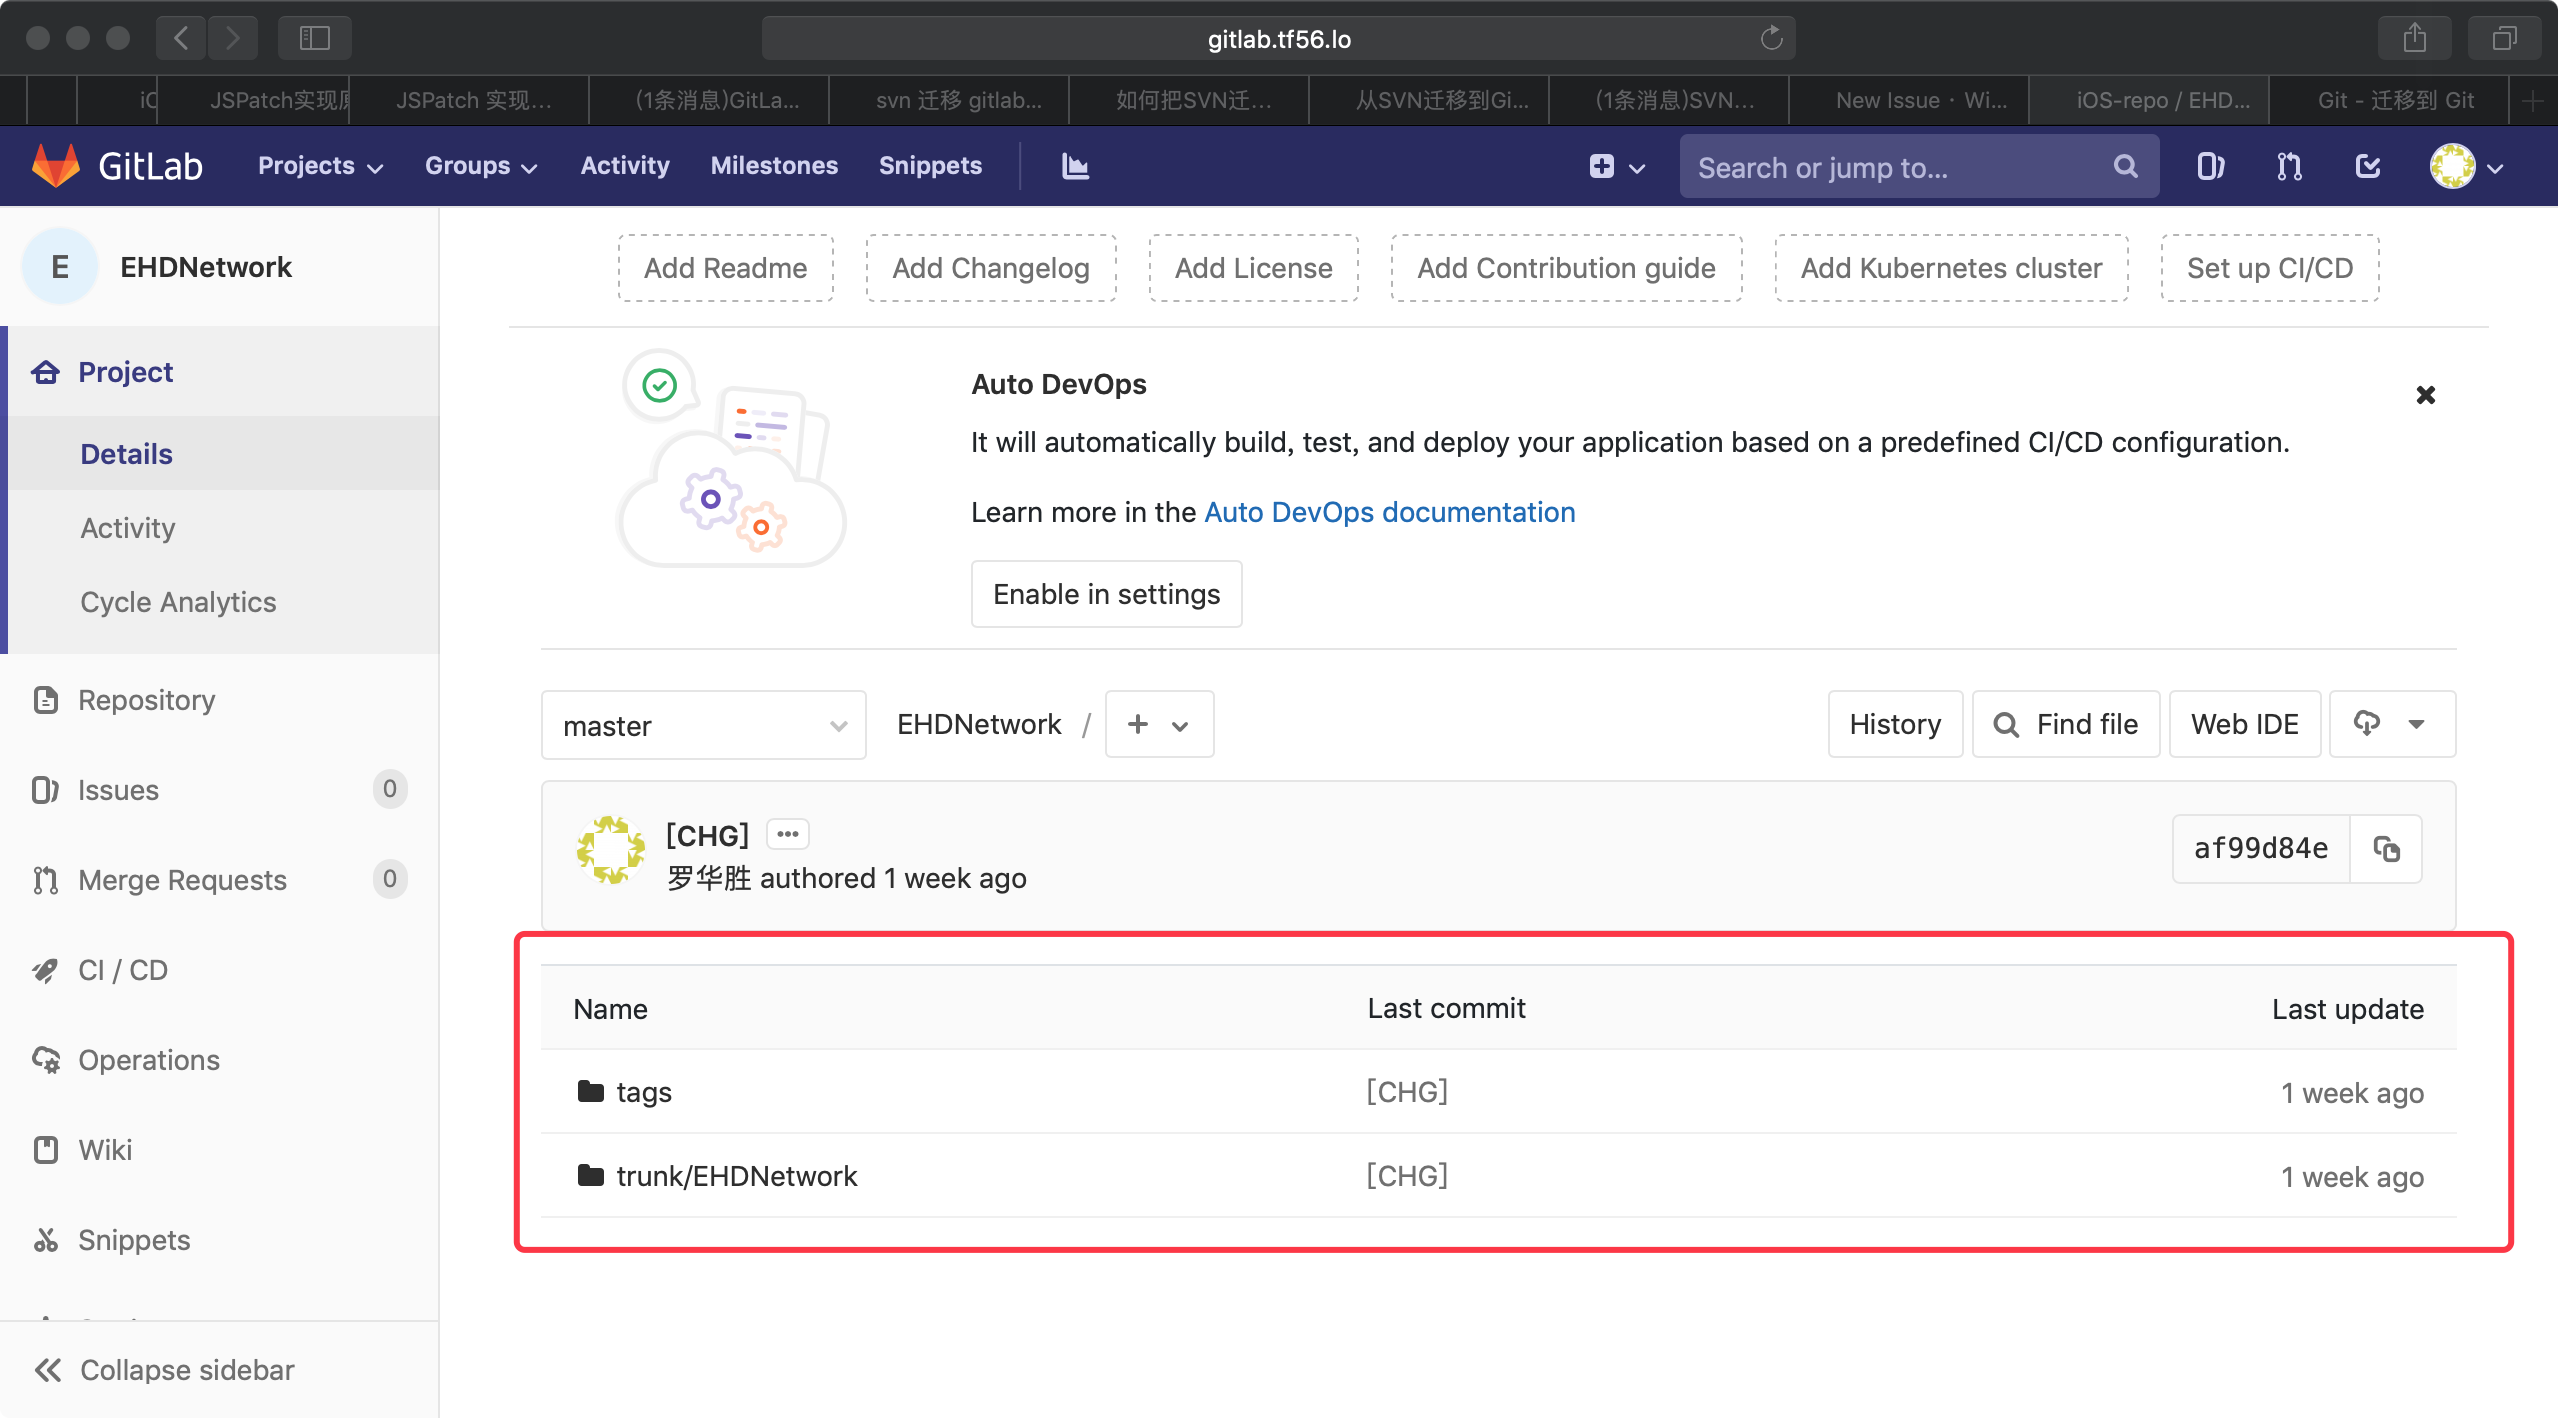 gitlab.tf56.lo
iC
JSPatch实现原
JSPatch 实现...
(1条消息)GitLa...
svn 迁移 gitlab...
如何把SVN迁...
从SVN迁移到Gi...
(1条消息)SVN...
New Issue · Wi...
iOS-repo / EHD...
Git - 迁移到 Git
GitLab
Projects
Groups
Activity
Milestones
Snippets
Search or jump to...
E
EHDNetwork
Add Readme
Add Changelog
Add License
Add Contribution guide
Add Kubernetes cluster
Set up CI/CD
Project
Details
Activity
Cycle Analytics
Repository
Issues 0
Merge Requests 0
CI / CD
Operations
Wiki
Snippets
Collapse sidebar
Auto DevOps
It will automatically build, test, and deploy your application based on a predefined CI/CD configuration.
Learn more in the Auto DevOps documentation
Enable in settings
master
EHDNetwork /
History
Find file
Web IDE
[CHG]
罗华胜 authored 1 week ago
af99d84e
Name Last commit Last update
tags [CHG] 1 week ago
trunk/EHDNetwork [CHG] 1 week ago